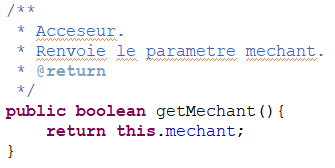 /**
 * Acceseur.
 * Renvoie le parametre mechant.
 * @return
 */
public boolean getMechant(){
    return this.mechant;
}